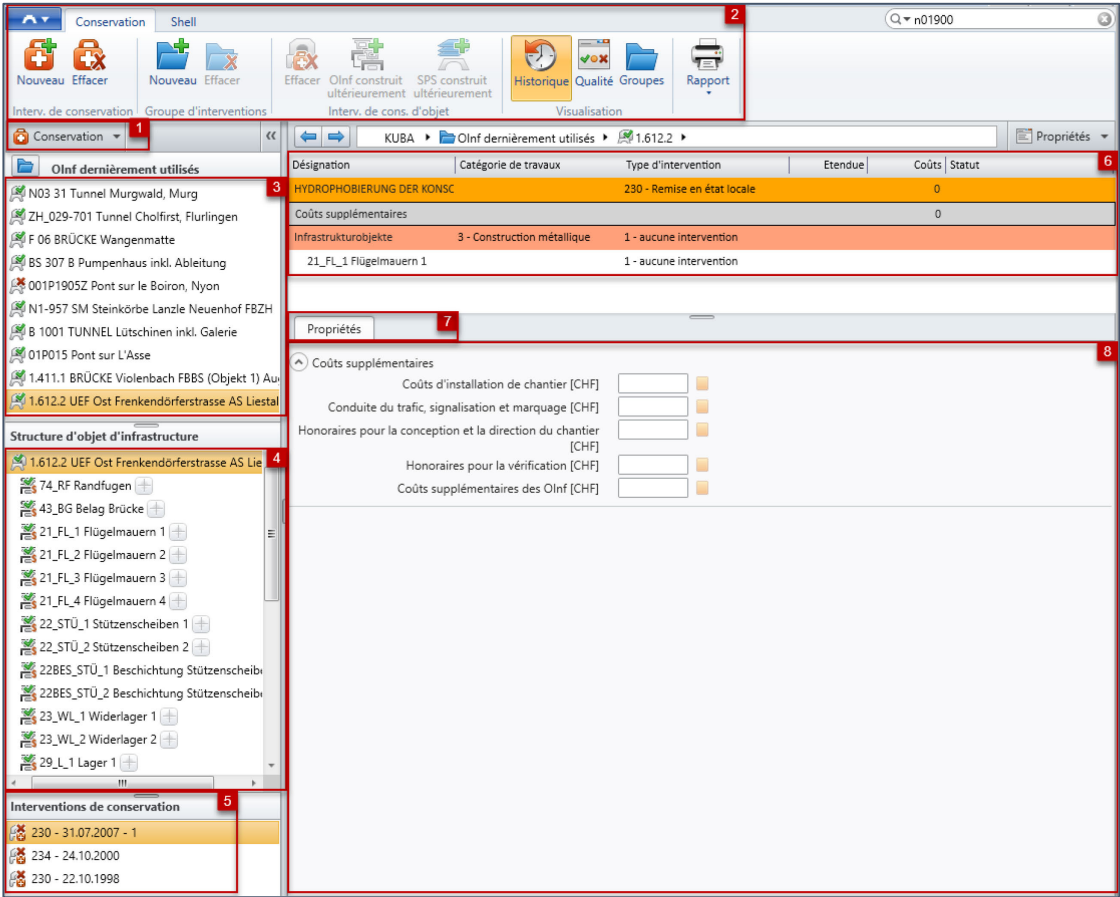 Conservation Shell
2
n01900
Nouveau Effacer Nouveau Effacer Effacer OInf construit ultérieurement SPS construit ultérieurement Historique Qualité Groupes Rapport
Interv. de conservation Groupe d'interventions Interv. de cons. d'objet Visualisation
Conservation
1
KUBA OInf dernièrement utilisés 1.612.2
Propriétés
OInf dernièrement utilisés
3
N03 31 Tunnel Murgwald, Murg
ZH_029-701 Tunnel Cholfirst, Flurlingen
F 06 BRÜCKE Wangenmatte
BS 307 B Pumpenhaus inkl. Ableitung
001P1905Z Pont sur le Boiron, Nyon
N1-957 SM Steinkörbe Lanzle Neuenhof FBZH
B 1001 TUNNEL Lütschinen inkl. Galerie
01P015 Pont sur L'Asse
1.411.1 BRÜCKE Violenbach FBBS (Objekt 1) Au
1.612.2 UEF Ost Frenkendörferstrasse AS Liestal
Structure d'objet d'infrastructure
4
1.612.2 UEF Ost Frenkendörferstrasse AS Lie
74_RF Randfugen
43_BG Belag Brücke
21_FL_1 Flügelmauern 1
21_FL_2 Flügelmauern 2
21_FL_3 Flügelmauern 3
21_FL_4 Flügelmauern 4
22_STÜ_1 Stützenscheiben 1
22_STÜ_2 Stützenscheiben 2
22BES_STÜ_1 Beschichtung Stützenscheib
22BES_STÜ_2 Beschichtung Stützenscheib
23_WL_1 Widerlager 1
23_WL_2 Widerlager 2
29_L_1 Lager 1
Interventions de conservation
5
230 - 31.07.2007 - 1
234 - 24.10.2000
230 - 22.10.1998
6
Désignation Catégorie de travaux Type d'intervention Etendue Coûts Statut
HYDROPHOBIERUNG DER KONSC 230 - Remise en état locale 0
Coûts supplémentaires 0
Infrastrukturobjekte 3 - Construction métallique 1 - aucune intervention
21_FL_1 Flügelmauern 1 1 - aucune intervention
Propriétés
7
8
Coûts supplémentaires
Coûts d'installation de chantier [CHF]
Conduite du trafic, signalisation et marquage [CHF]
Honoraires pour la conception et la direction du chantier
[CHF]
Honoraires pour la vérification [CHF]
Coûts supplémentaires des OInf [CHF]